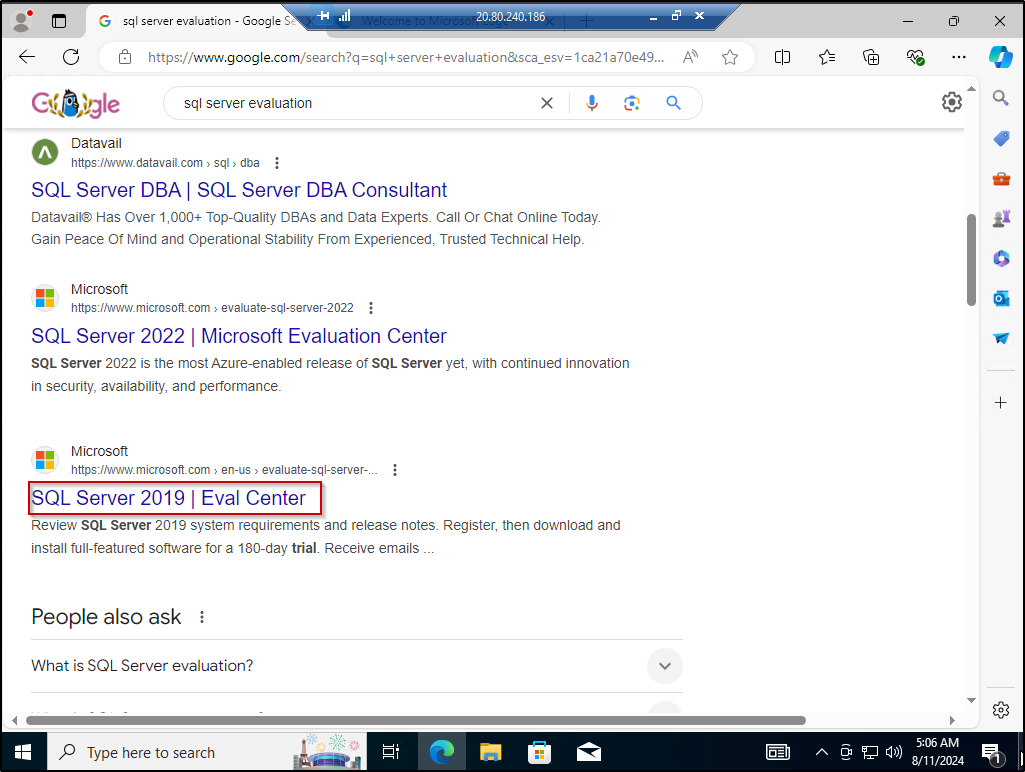 sql server evaluation - Google Se
Welcome to Microsoft
20.80.240.186
https://www.google.com/search?q=sql+server+evaluation&sca_esv=1ca21a70e49...
Google
sql server evaluation
Datavail
https://www.datavail.com › sql › dba
SQL Server DBA | SQL Server DBA Consultant
Datavail® Has Over 1,000+ Top-Quality DBAs and Data Experts. Call Or Chat Online Today.
Gain Peace Of Mind and Operational Stability From Experienced, Trusted Technical Help.
Microsoft
https://www.microsoft.com › evaluate-sql-server-2022
SQL Server 2022 | Microsoft Evaluation Center
SQL Server 2022 is the most Azure-enabled release of SQL Server yet, with continued innovation
in security, availability, and performance.
Microsoft
https://www.microsoft.com › en-us › evaluate-sql-server-...
SQL Server 2019 | Eval Center
Review SQL Server 2019 system requirements and release notes. Register, then download and
install full-featured software for a 180-day trial. Receive emails ...
People also ask
What is SQL Server evaluation?
Type here to search
5:06 AM
8/11/2024
1